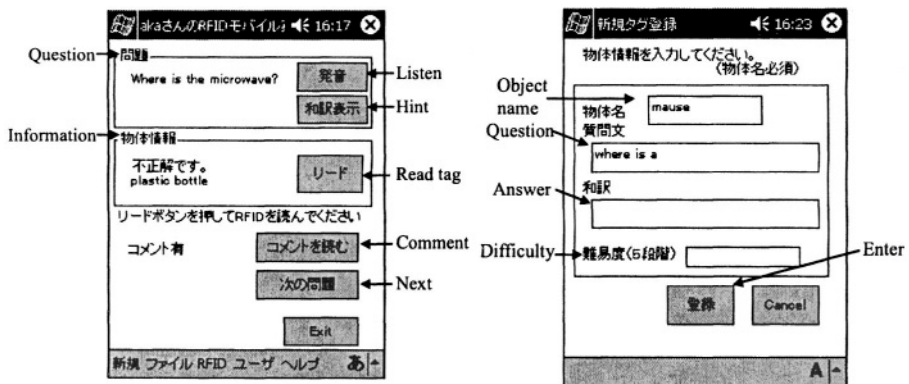 akaさんのRFIDモバイル 16:17
Question
問題
Where is the microwave?
発音
Listen
和訳表示
Hint
Information
物体情報
不正解です。
plastic bottle
リード
Read tag
リードボタンを押してRFIDを読んでください
コメント有
コメントを読む
Comment
次の問題
Next
Exit
新規 ファイル RFID ユーザ ヘルプ あ
新規タグ登録 16:23
物体情報を入力してください。
(物体名必須)
Object
name
物体名
mause
Question
質問文
where is a
Answer
和訳
Difficulty
難易度(5段階)
Enter
登録
Cancel
A